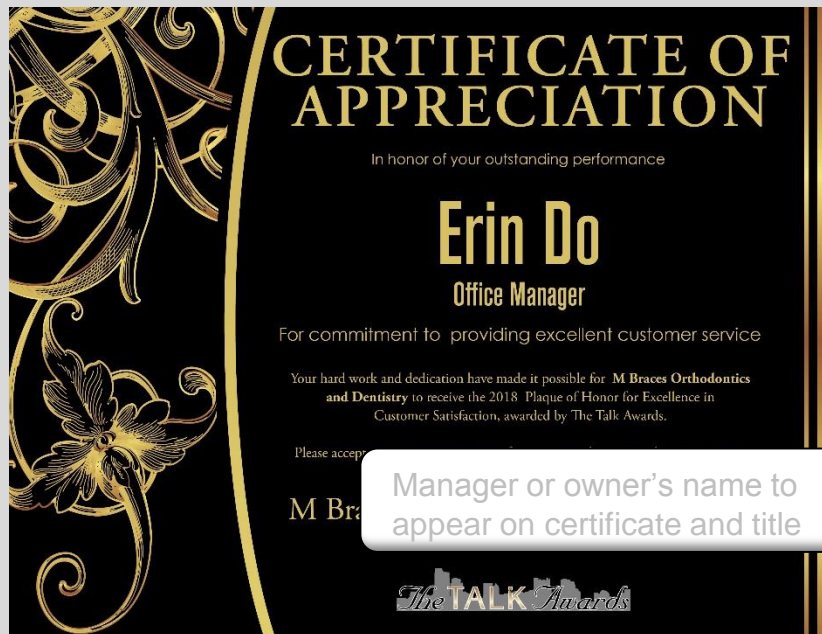 CERTIFICATE OF
APPRECIATION
In honor of your outstanding performance
Erin Do
Office Manager
For commitment to providing excellent customer service
Your hard work and dedication have made it possible for M Braces Orthodontics
and Dentistry to receive the 2018 Plaque of Honor for Excellence in
Customer Satisfaction, awarded by The Talk Awards.
Please accept
Manager or owner's name to
M Bra
appear on certificate and title
The TALK Awards